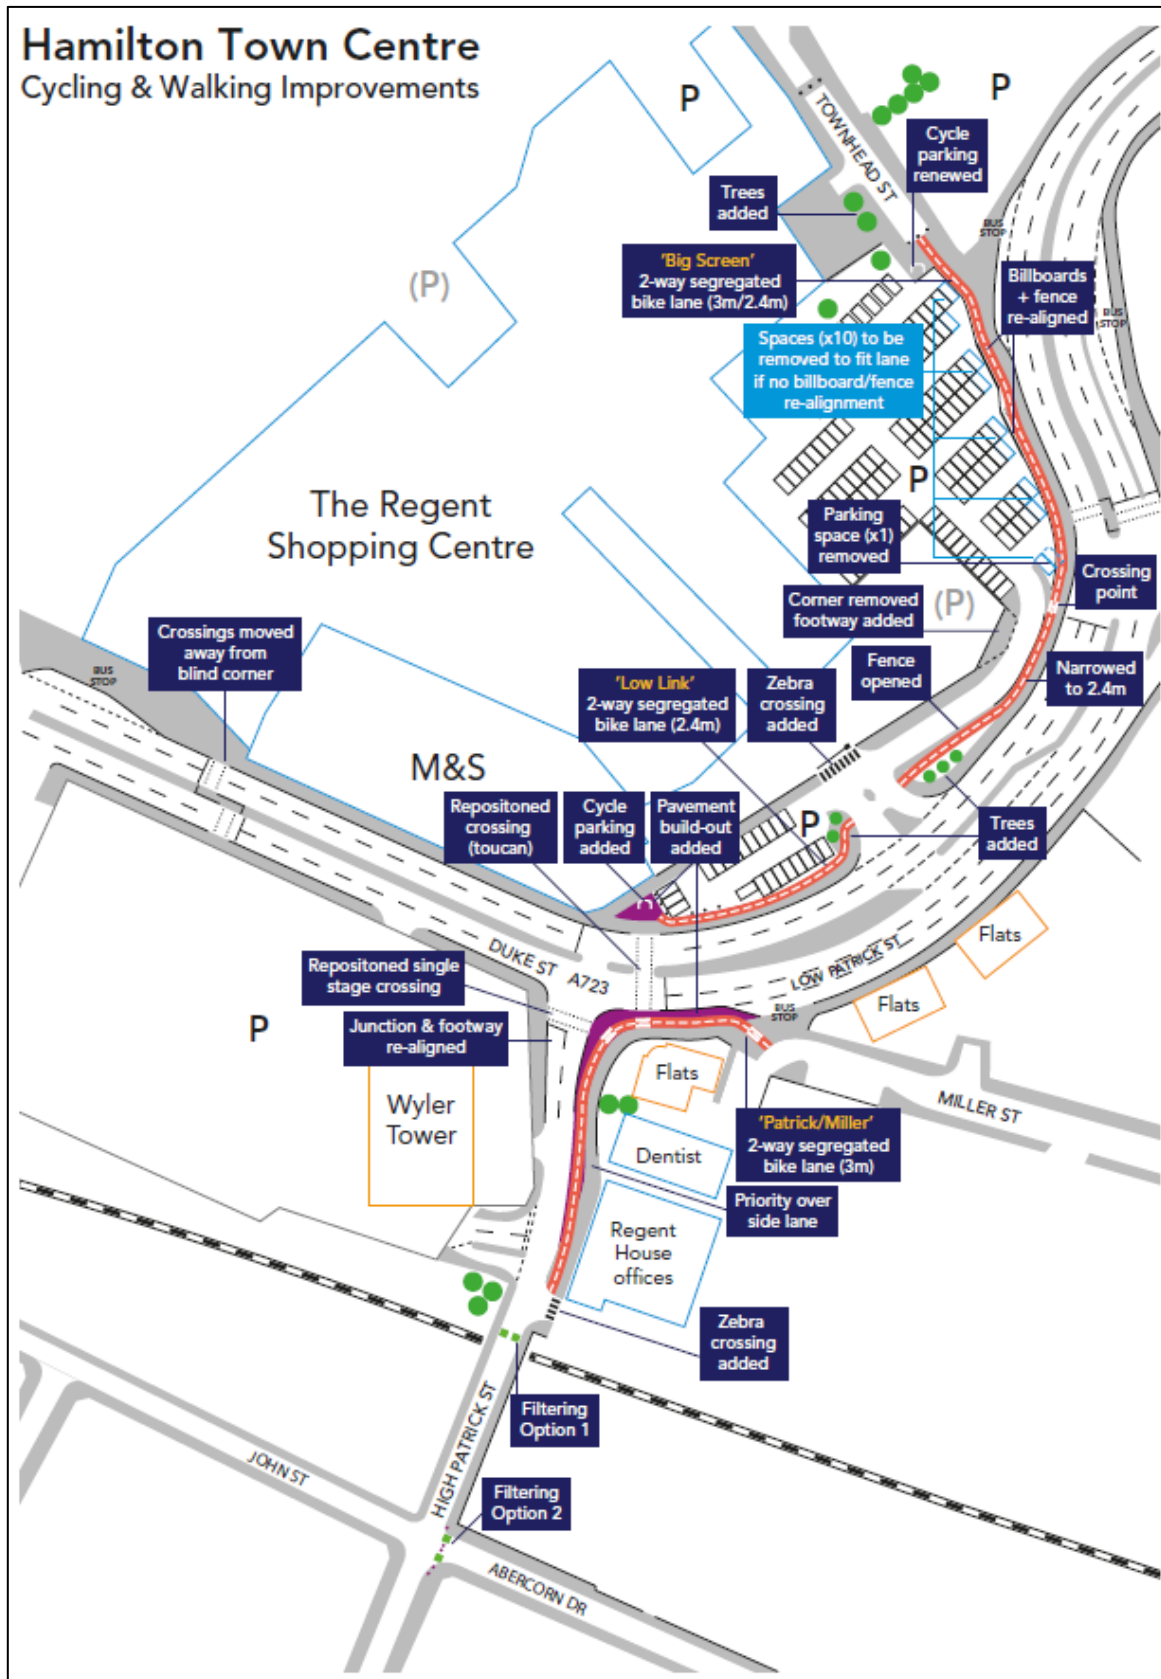 Hamilton Town Centre
Cycling & Walking Improvements
P
P
TOWNHEAD ST
Cycle
parking
renewed
Trees
added
BUS
STOP
'Big Screen'
2-way segregated
bike lane (3m/2.4m)
Billboards
+ fence
re-aligned
(P)
BUS
STOP
Spaces (x10) to be
removed to fit lane
if no billboard/fence
re-alignment
P
The Regent
Shopping Centre
Parking
space (x1)
removed
Crossing
point
Corner removed
footway added
(P)
Crossings moved
away from
blind corner
BUS
STOP
Fence
opened
Narrowed
to 2.4m
'Low Link'
2-way segregated
bike lane (2.4m)
Zebra
crossing
added
M&S
Repositoned
crossing
(toucan)
Cycle
parking
added
Pavement
build-out
added
P
Trees
added
DUKE ST A723
LOW PATRICK ST
Flats
Flats
Repositoned single
stage crossing
BUS
STOP
P
Junction & footway
re-aligned
Flats
MILLER ST
Wyler
Tower
'Patrick/Miller'
2-way segregated
bike lane (3m)
Dentist
Priority over
side lane
Regent
House
offices
Zebra
crossing
added
HIGH PATRICK ST
Filtering
Option 1
JOHN ST
Filtering
Option 2
ABERCORN DR